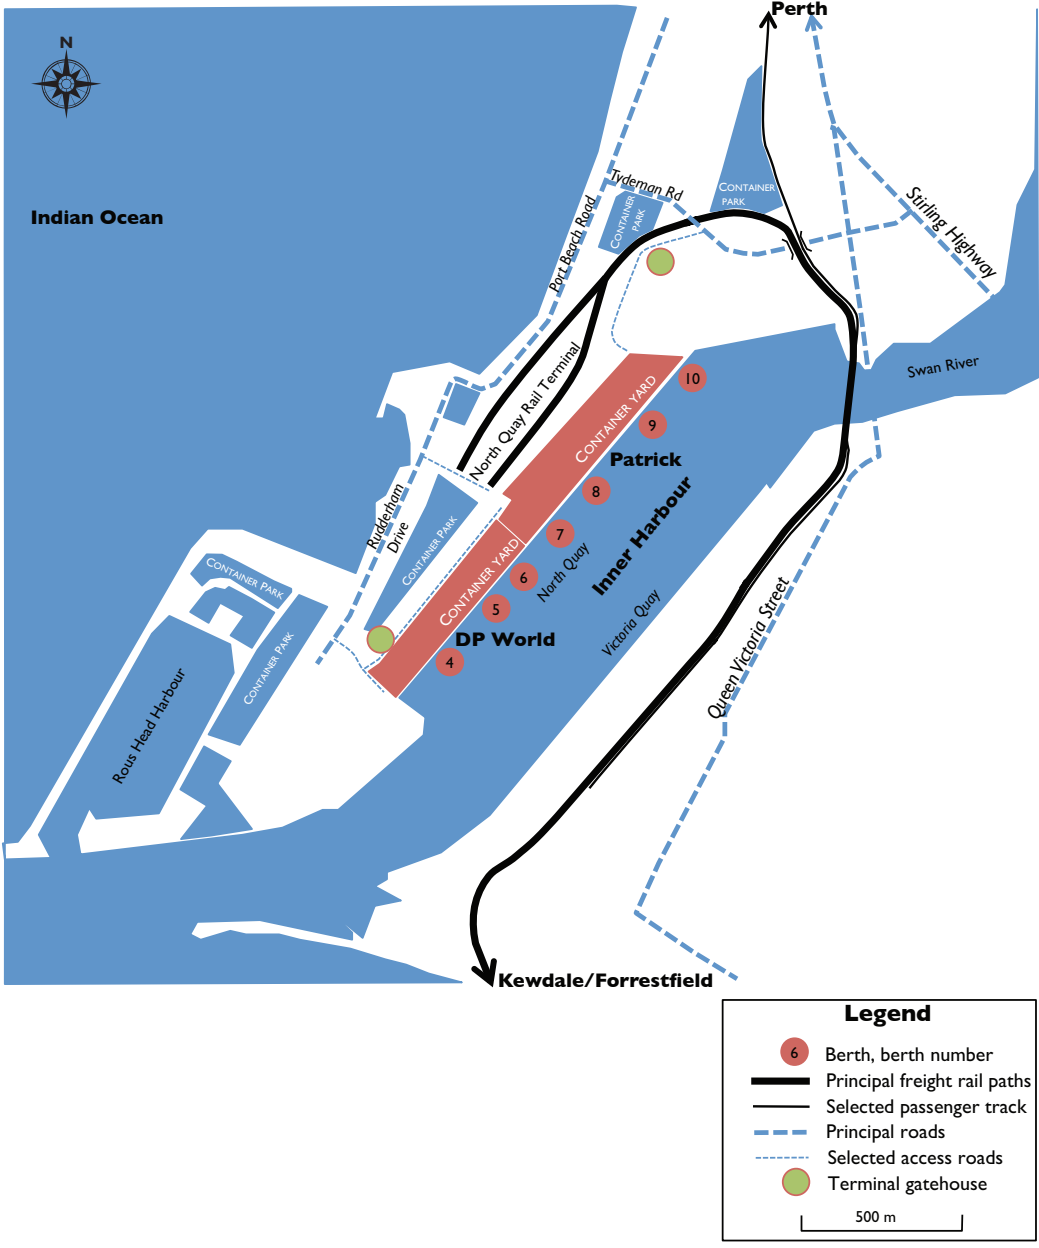 Perth
N
Tydeman Rd
CONTAINER
PARK
Stirling Highway
Indian Ocean
CONTAINER
PARK
Port Beach Road
Swan River
North Quay Rail Terminal
CONTAINER YARD
10
9
Patrick
8
Inner Harbour
Rudderham
Drive
CONTAINER PARK
7
North Quay
6
CONTAINER YARD
5
DP World
4
CONTAINER PARK
CONTAINER PARK
Victoria Quay
Queen Victoria Street
Rous Head Harbour
Kewdale/Forrestfield
Legend
6 Berth, berth number
Principal freight rail paths
Selected passenger track
Principal roads
Selected access roads
Terminal gatehouse
500 m